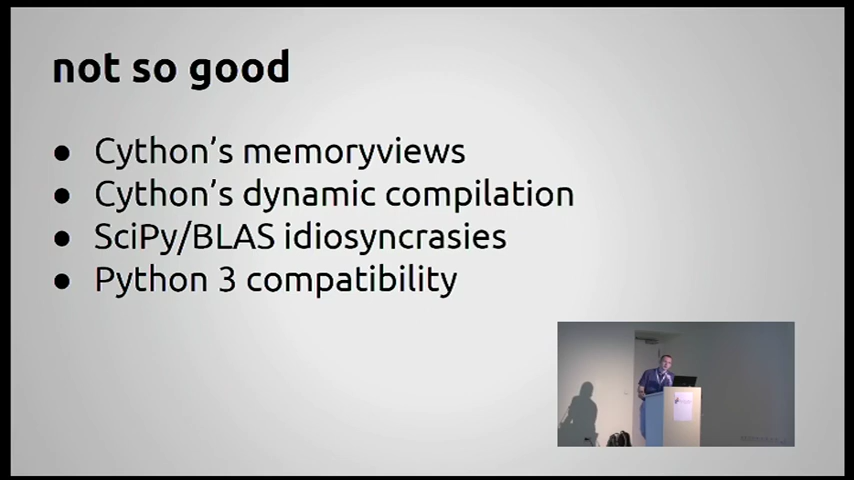 not so good
● Cython's memoryviews
● Cython's dynamic compilation
● SciPy/BLAS idiosyncrasies
● Python 3 compatibility